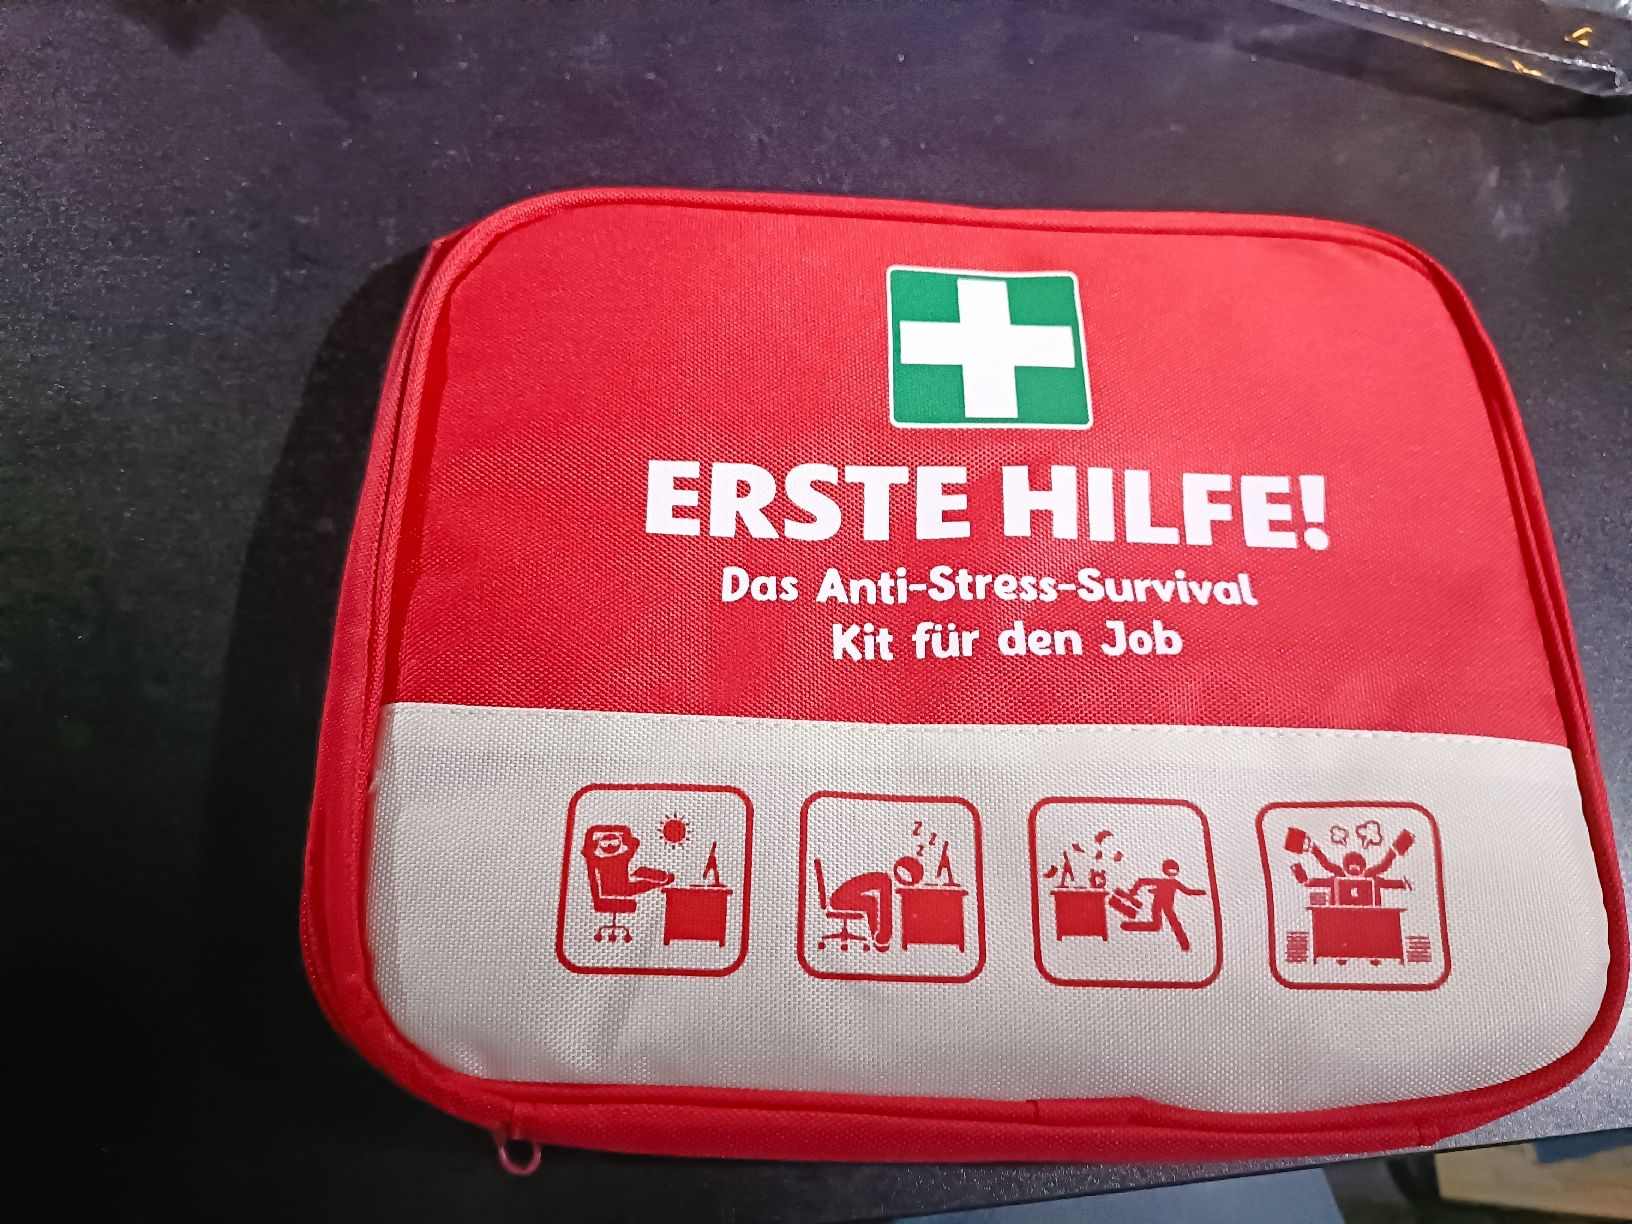 ERSTE HILFE!
Das Anti-Stress-Survival
Kit für den Job
z
z
z